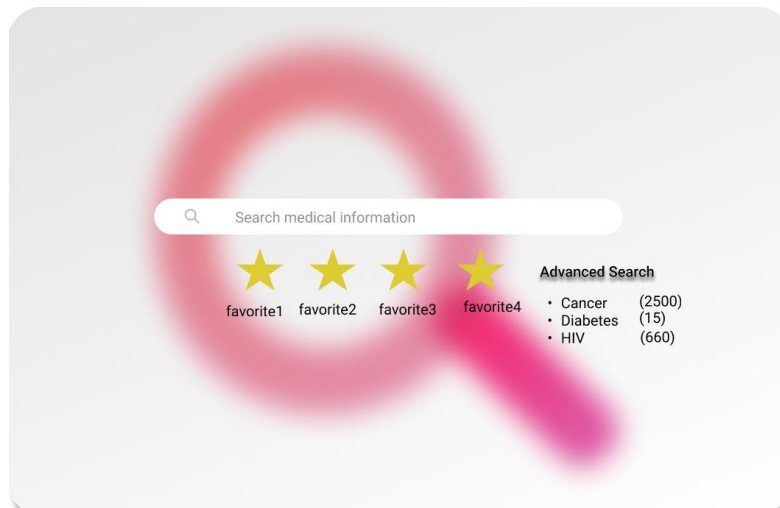 Search medical information
favorite1 favorite2 favorite3 favorite4
Advanced Search
• Cancer (2500)
• Diabetes (15)
• HIV (660)